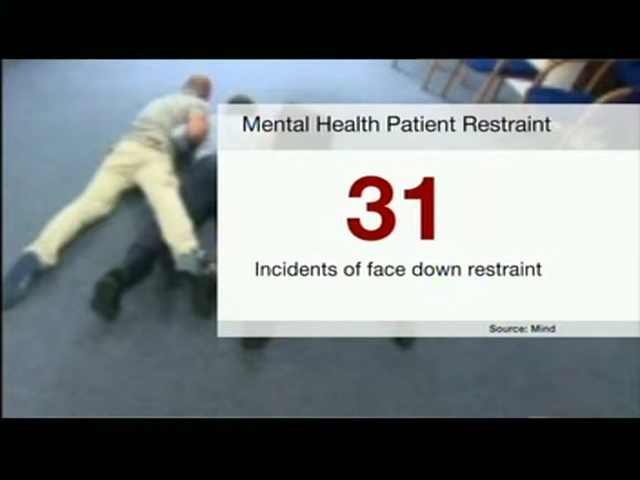 Mental Health Patient Restraint
31
Incidents of face down restraint
Source: Mind